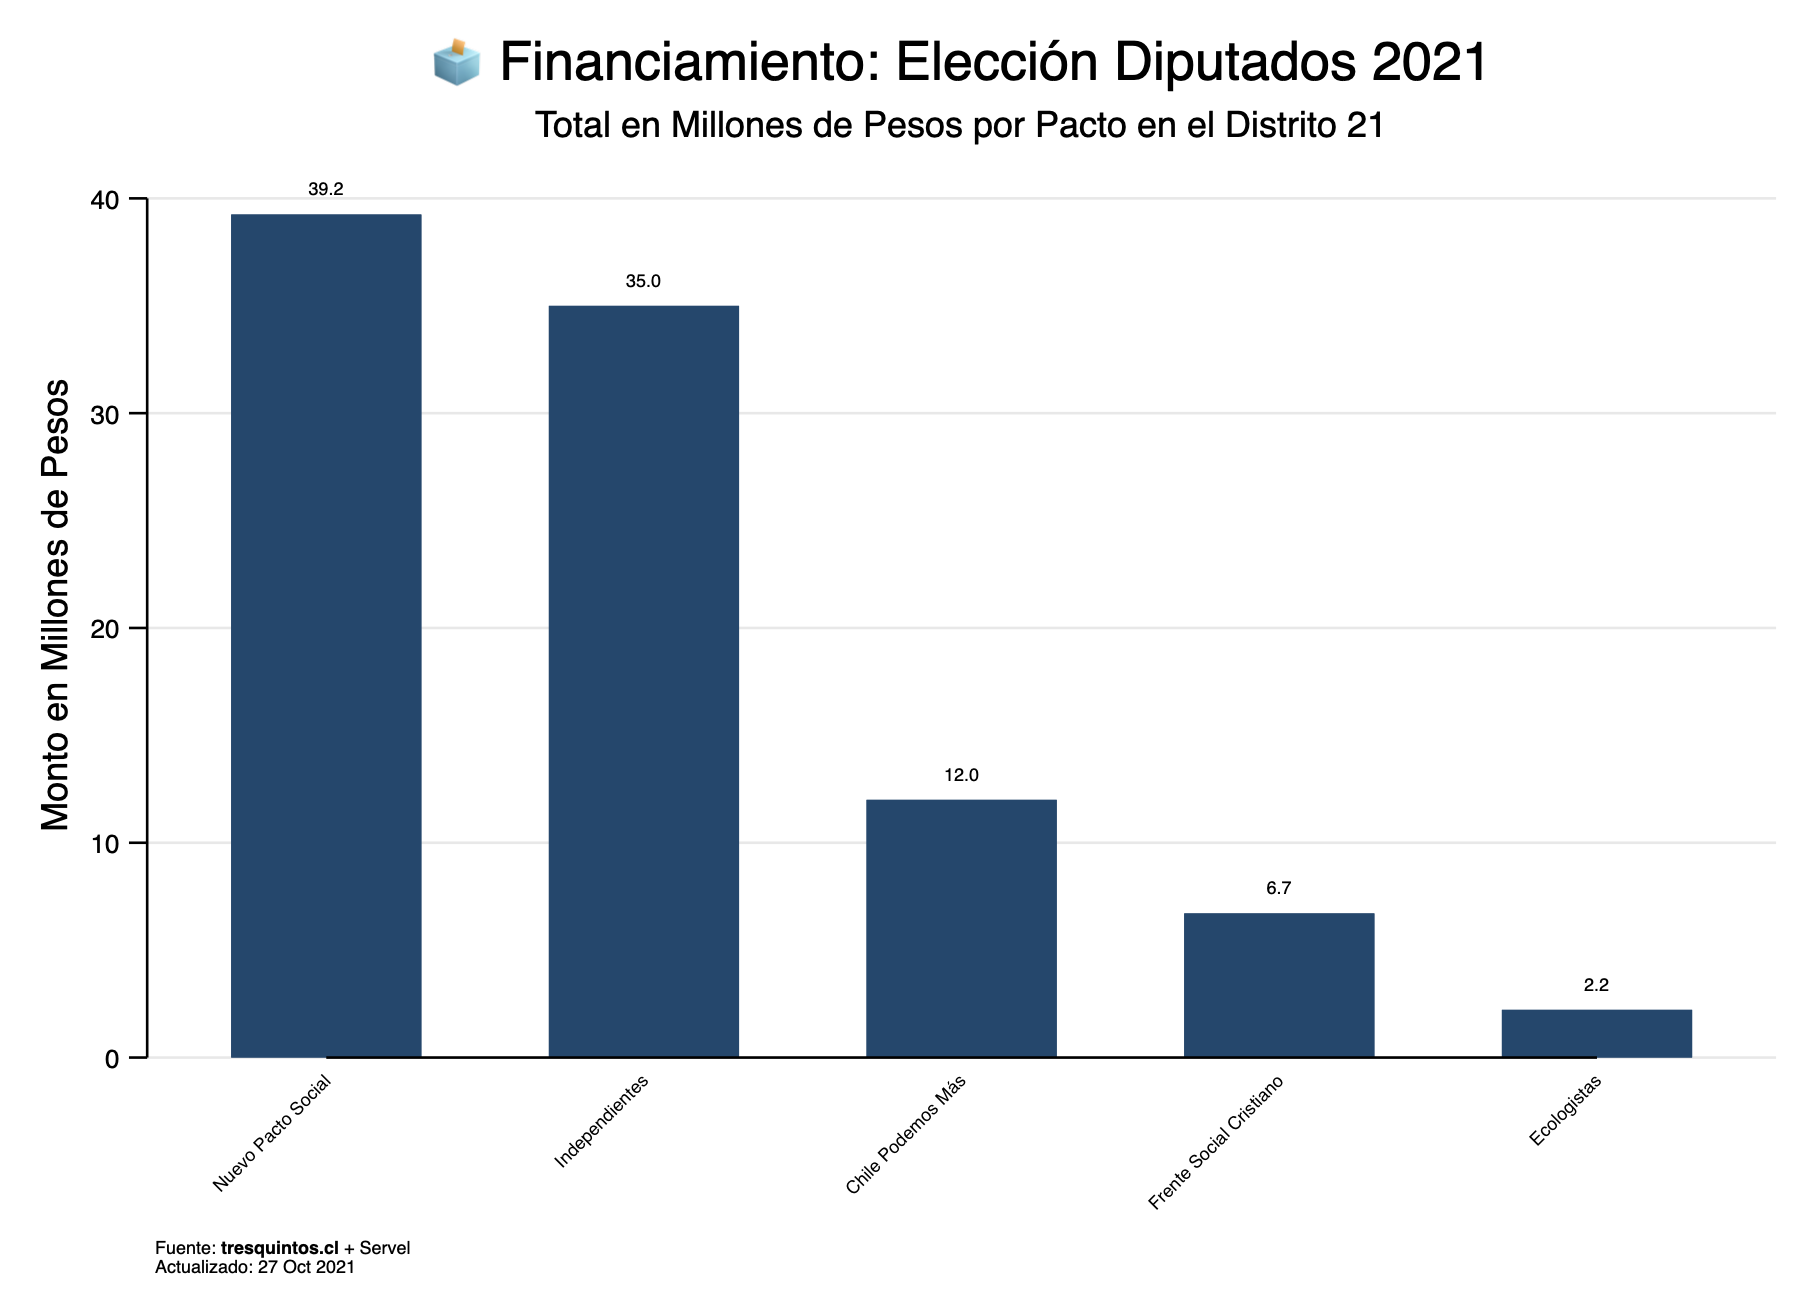 Financiamiento: Elección Diputados 2021
Total en Millones de Pesos por Pacto en el Distrito 21
Monto en Millones de Pesos
40
30
20
10
0
39.2
35.0
12.0
6.7
2.2
Nuevo Pacto Social
Independientes
Chile Podemos Más
Frente Social Cristiano
Ecologistas
Fuente: tresquintos.cl + Servel
Actualizado: 27 Oct 2021